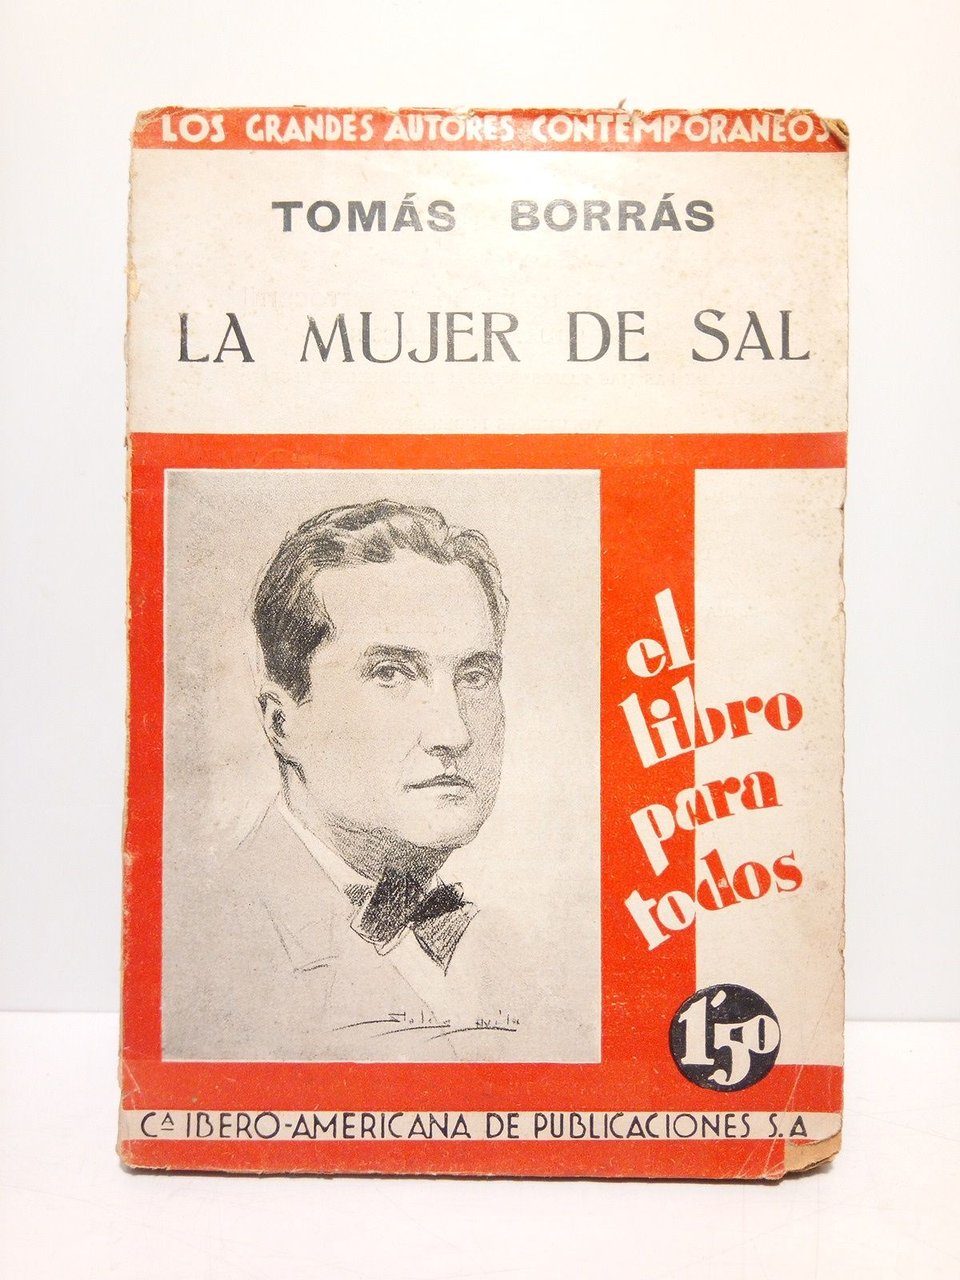 LOS GRANDES AUTORES CONTEMPORANEOS
TOMÁS BORRÁS
LA MUJER DE SAL
el
libro
para
todos
1'50
Cª IBERO-AMERICANA DE PUBLICACIONES S.A